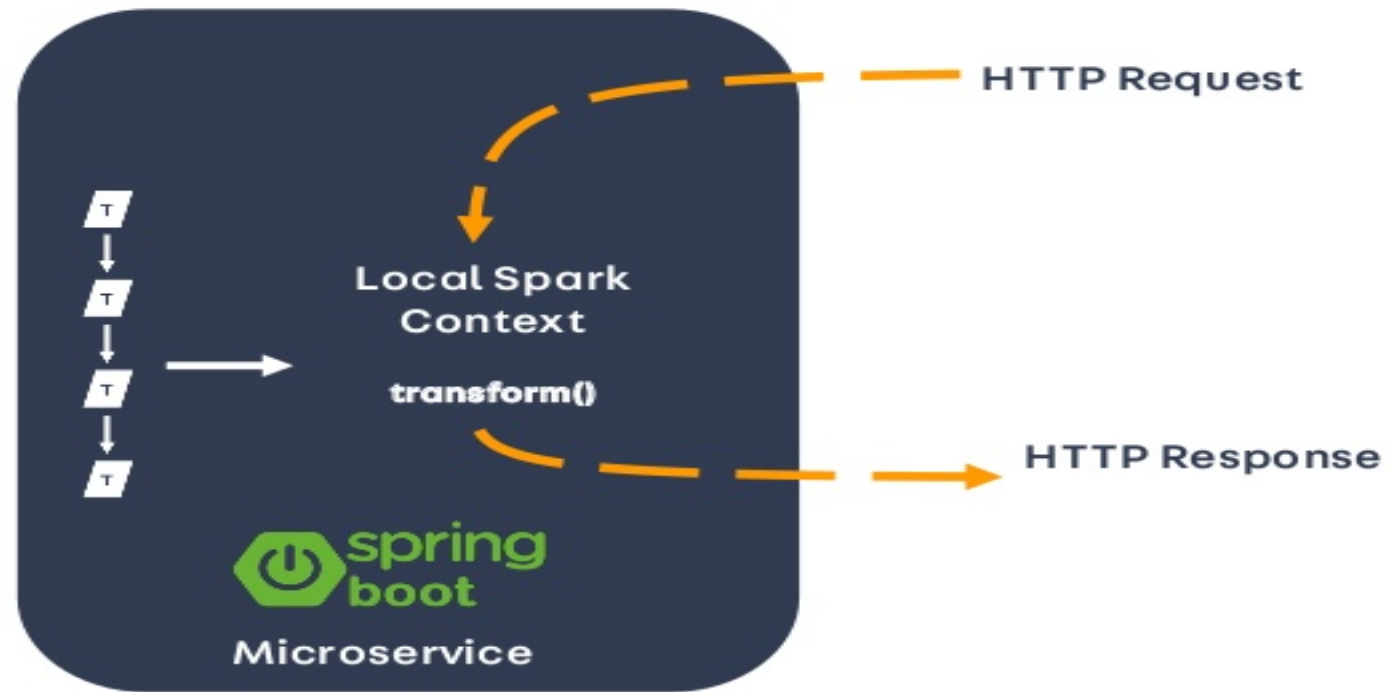 HTTP Request
T
T
T
T
Local Spark
Context
transform()
HTTP Response
spring
boot
Microservice